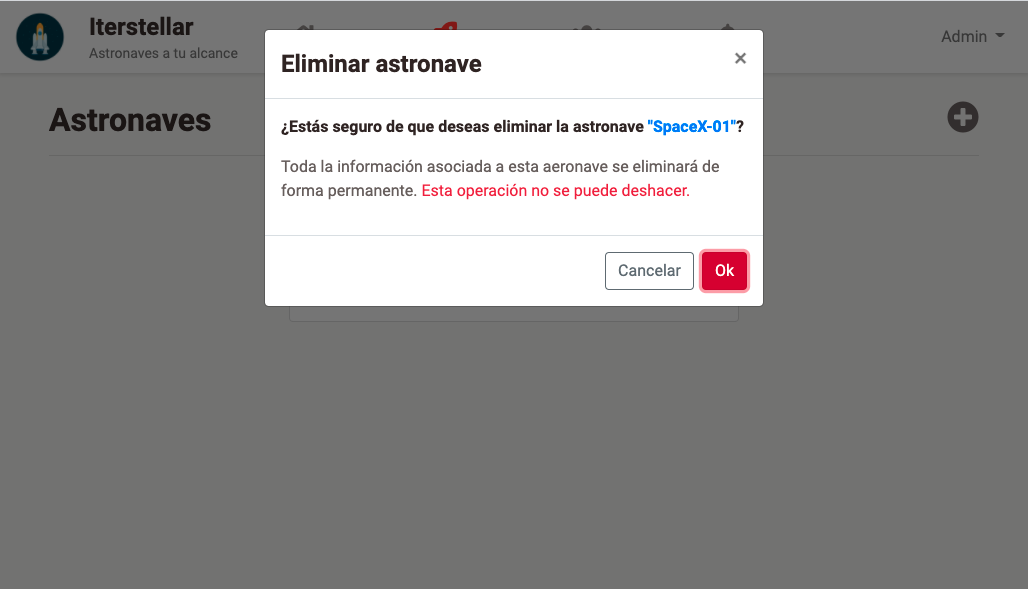 Iterstellar
Astronaves a tu alcance
Admin
Eliminar astronave
×
Astronaves
¿Estás seguro de que deseas eliminar la astronave "SpaceX-01"?
Toda la información asociada a esta aeronave se eliminará de
forma permanente. Esta operación no se puede deshacer.
Cancelar
Ok